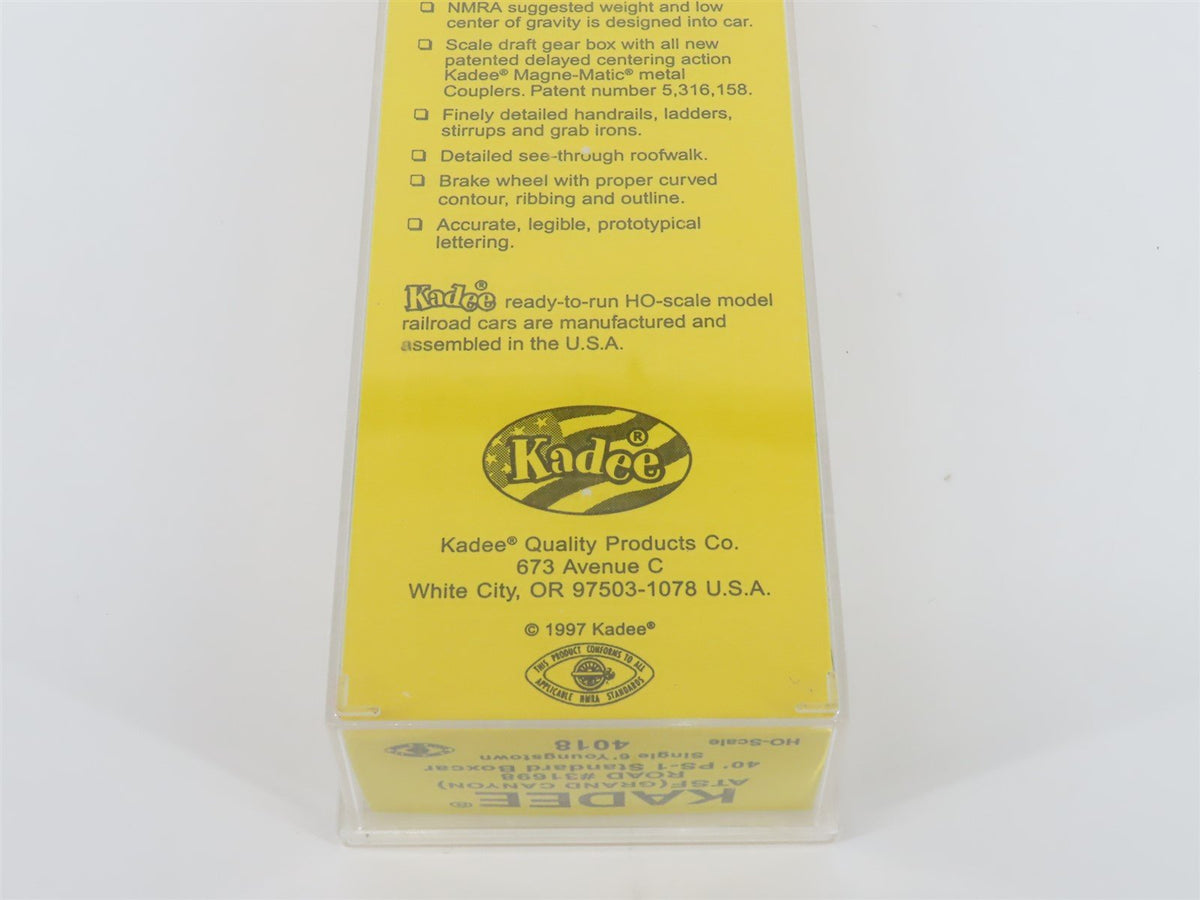 ❑ NMRA suggested weight and low
center of gravity is designed into car.
❑ Scale draft gear box with all new
patented delayed centering action
Kadee® Magne-Matic® metal
Couplers. Patent number 5,316,158.
❑ Finely detailed handrails, ladders,
stirrups and grab irons.
❑ Detailed see-through roofwalk.
❑ Brake wheel with proper curved
contour, ribbing and outline.
❑ Accurate, legible, prototypical
lettering.
Kadee® ready-to-run HO-scale model
railroad cars are manufactured and
assembled in the U.S.A.
Kadee®
Kadee® Quality Products Co.
673 Avenue C
White City, OR 97503-1078 U.S.A.
© 1997 Kadee®
THIS PRODUCT CONFORMS TO ALL
APPLICABLE NMRA STANDARDS
KADEE®
ATSF(GRAND CANYON)
ROAD #31698
40' PS-1 Standard Boxcar
Single 6' Youngstown
HO-Scale 4018